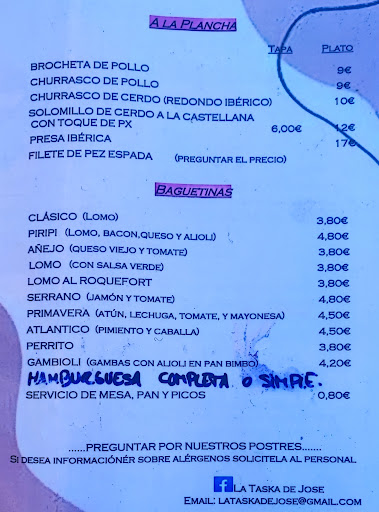 A LA PLANCHA
TAPA PLATO
BROCHETA DE POLLO 9€
CHURRASCO DE POLLO 9€
CHURRASCO DE CERDO (REDONDO IBÉRICO) 10€
SOLOMILLO DE CERDO A LA CASTELLANA
CON TOQUE DE PX 6,00€ 12€
PRESA IBÉRICA 17€
FILETE DE PEZ ESPADA (PREGUNTAR EL PRECIO)
BAGUETINAS
CLÁSICO (LOMO) 3,80€
PIRIPI (LOMO, BACON,QUESO Y ALIOLI) 4,80€
AÑEJO (QUESO VIEJO Y TOMATE) 3,80€
LOMO (CON SALSA VERDE) 3,80€
LOMO AL ROQUEFORT 3,80€
SERRANO (JAMÓN Y TOMATE) 4,80€
PRIMAVERA (ATÚN, LECHUGA, TOMATE, Y MAYONESA) 4,50€
ATLANTICO (PIMIENTO Y CABALLA) 4,50€
PERRITO 3,80€
GAMBIOLI (GAMBAS CON ALIOLI EN PAN BIMBO) 4,20€
HAMBURGUESA COMPLETA O SIMPLE.
SERVICIO DE MESA, PAN Y PICOS 0,80€
......PREGUNTAR POR NUESTROS POSTRES.......
SI DESEA INFORMACIÓNÉR SOBRE ALÉRGENOS SOLICITELA AL PERSONAL
LA TASKA DE JOSE
EMAIL: LATASKADEJOSE@GMAIL.COM